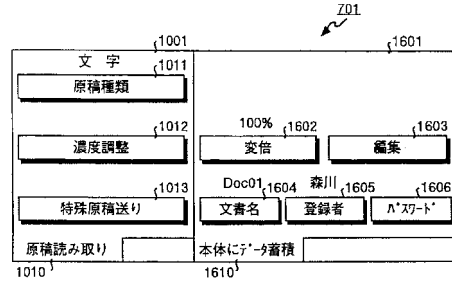 701
1001
1601
文字
1011
原稿種類
100%
1012
1602
1603
濃度調整
変倍
編集
Doc01
森川
1013
1604
1605
1606
特殊原稿送り
文書名
登録者
パスワード
原稿読み取り
本体にデータ蓄積
1010
1610